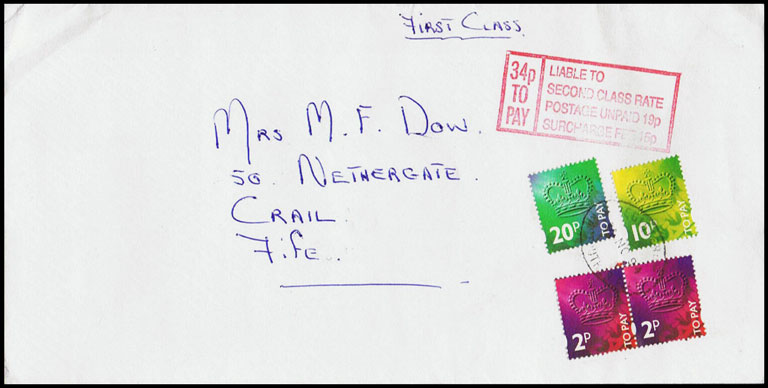 First Class
34p
TO
PAY
LIABLE TO
SECOND CLASS RATE
POSTAGE UNPAID 19p
SURCHARGE FEE 15p
Mrs M. F. Dow.
50 Nethergate
Crail
Fife.
20P
TO PAY
10P
TO PAY
2P
TO PAY
2P
TO PAY